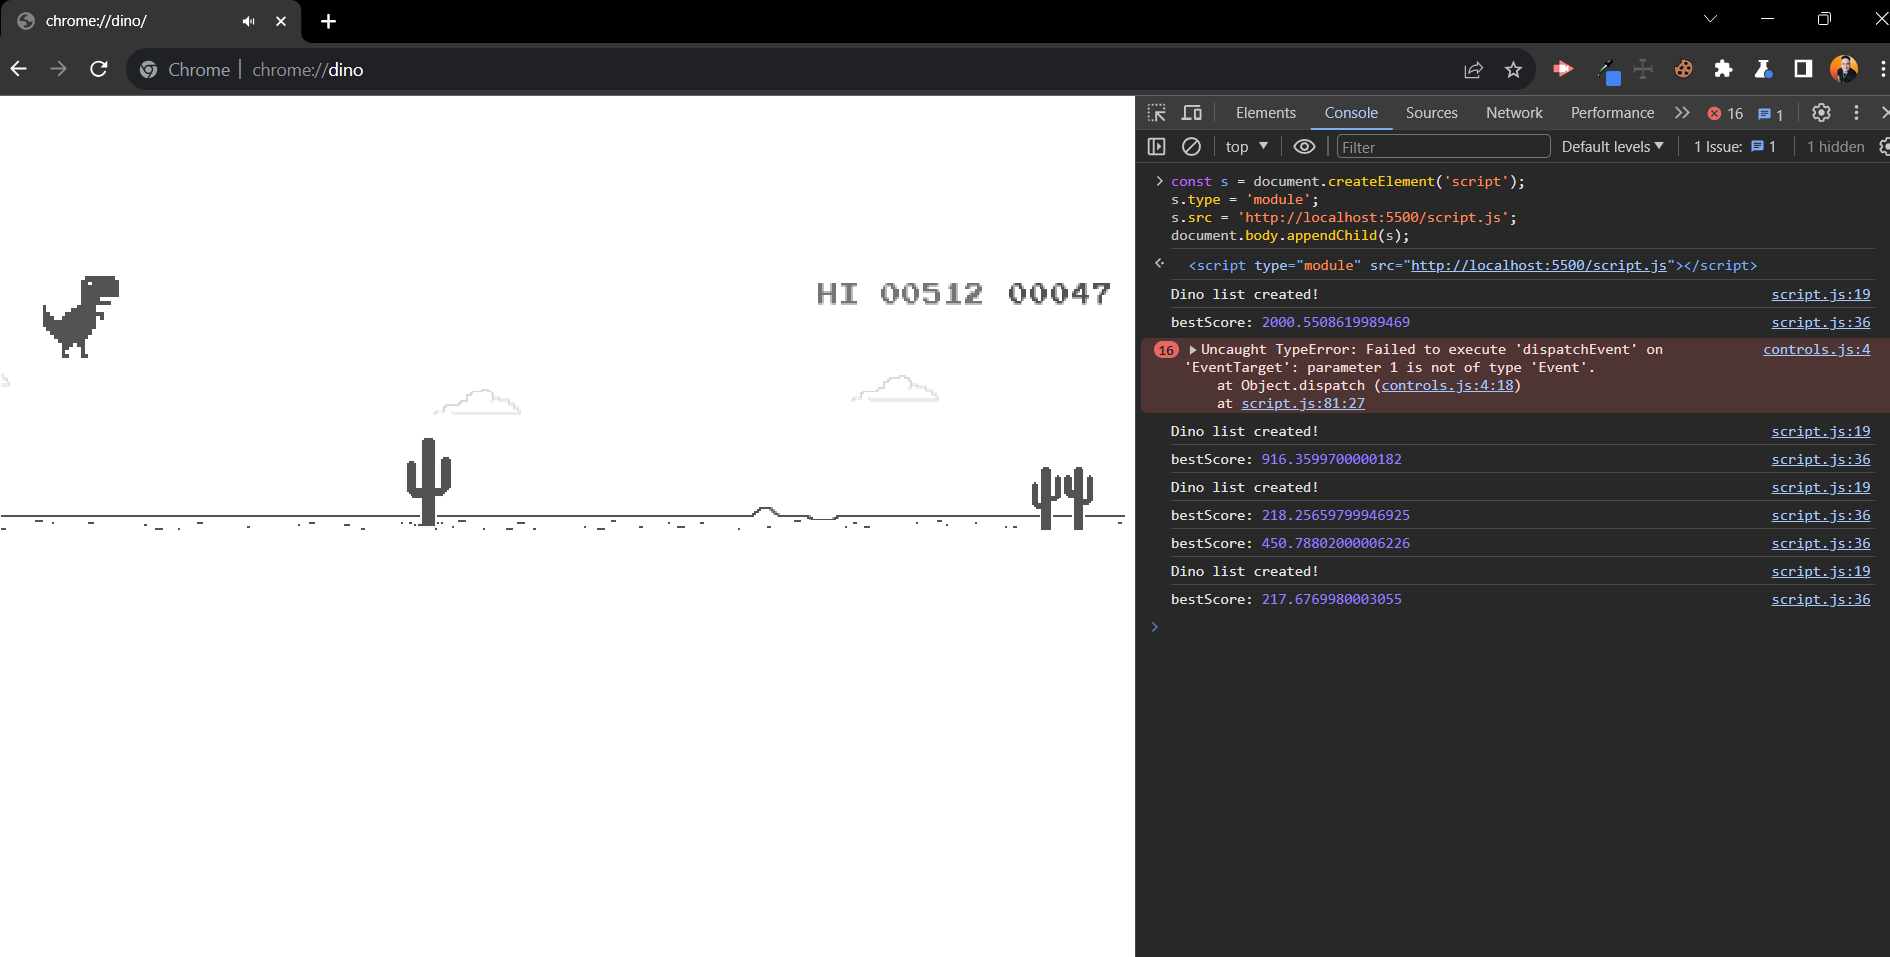 chrome://dino/
Chrome | chrome://dino
Elements Console Sources Network Performance 16 1
top Filter Default levels 1 Issue: 1 1 hidden
const s = document.createElement('script');
s.type = 'module';
s.src = 'http://localhost:5500/script.js';
document.body.appendChild(s);
<script type="module" src="http://localhost:5500/script.js"></script>
HI 00512 00047
Dino list created! script.js:19
bestScore: 2000.5508619989469 script.js:36
16 Uncaught TypeError: Failed to execute 'dispatchEvent' on controls.js:4
'EventTarget': parameter 1 is not of type 'Event'.
at Object.dispatch (controls.js:4:18)
at script.js:81:27
Dino list created! script.js:19
bestScore: 916.3599700000182 script.js:36
Dino list created! script.js:19
bestScore: 218.25659799946925 script.js:36
bestScore: 450.78802000006226 script.js:36
Dino list created! script.js:19
bestScore: 217.6769980003055 script.js:36